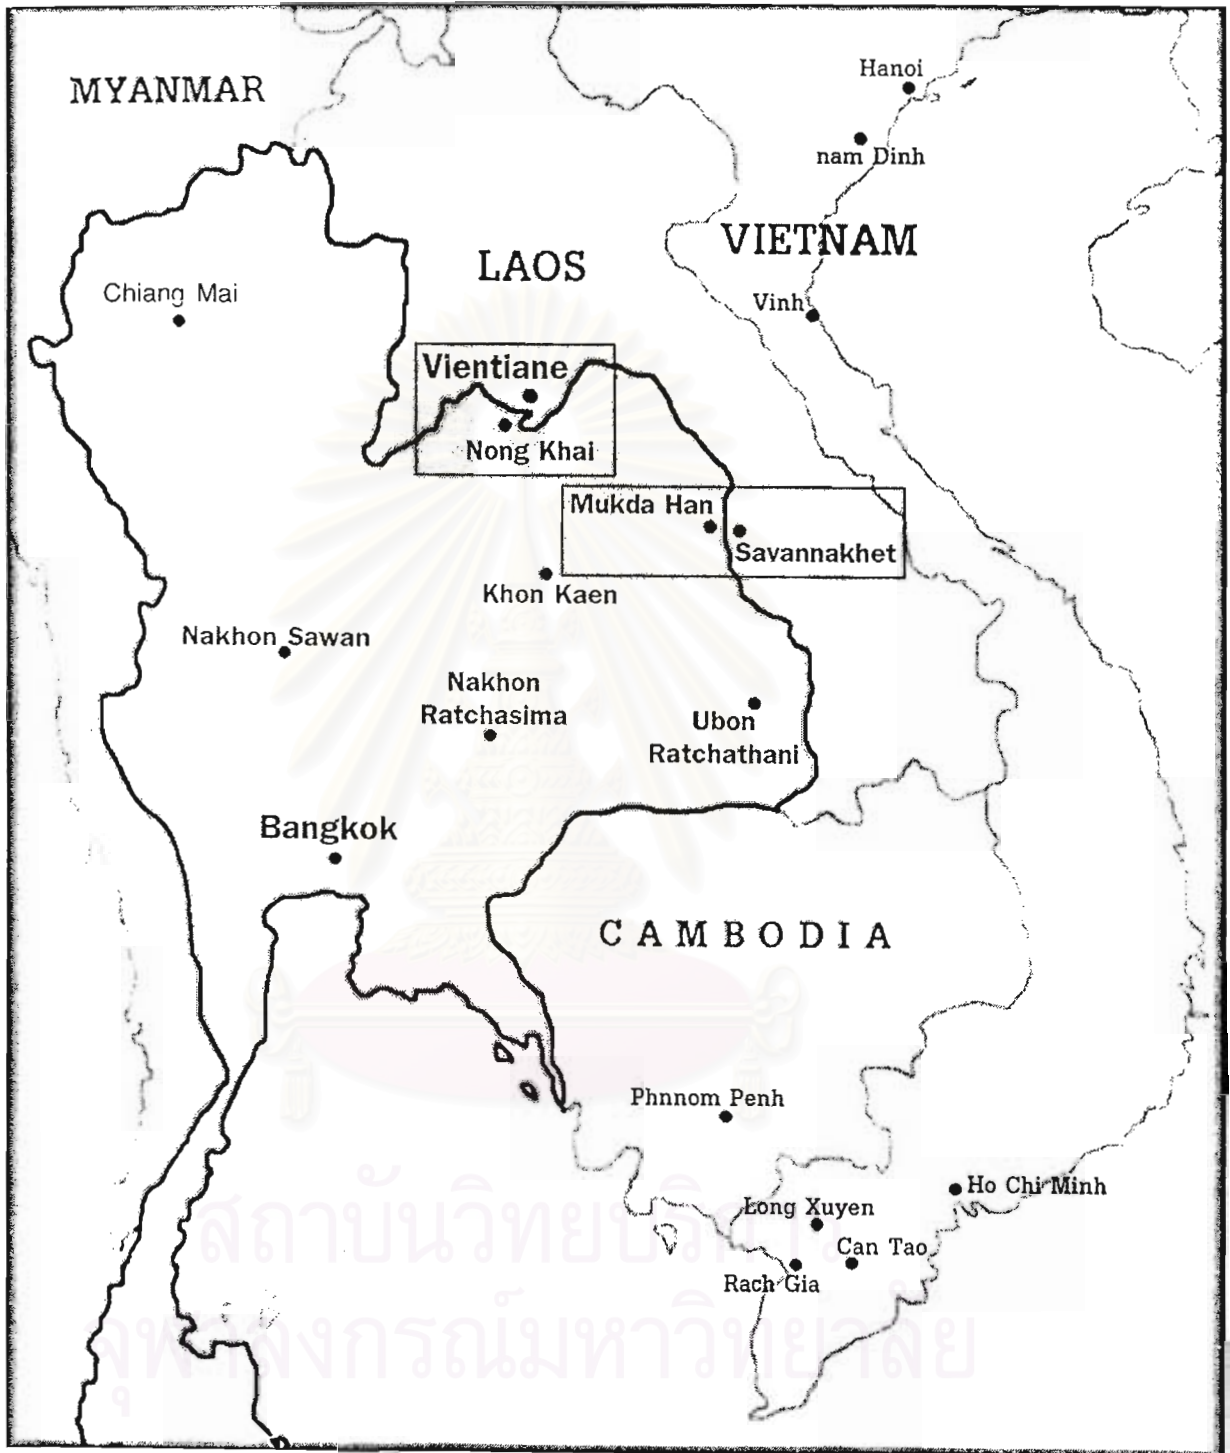 Hanoi
MYANMAR
nam Dinh
VIETNAM
LAOS
Chiang Mai
Vinh
Vientiane
Nong Khai
Mukda Han
Savannakhet
Khon Kaen
Nakhon Sawan
Nakhon
Ratchasima
Ubon
Ratchathani
Bangkok
CAMBODIA
Phnnom Penh
Ho Chi Minh
Long Xuyen
Can Tao
Rach Gia
สถาบันวิทยบริการ
จุฬาลงกรณ์มหาวิทยาลัย